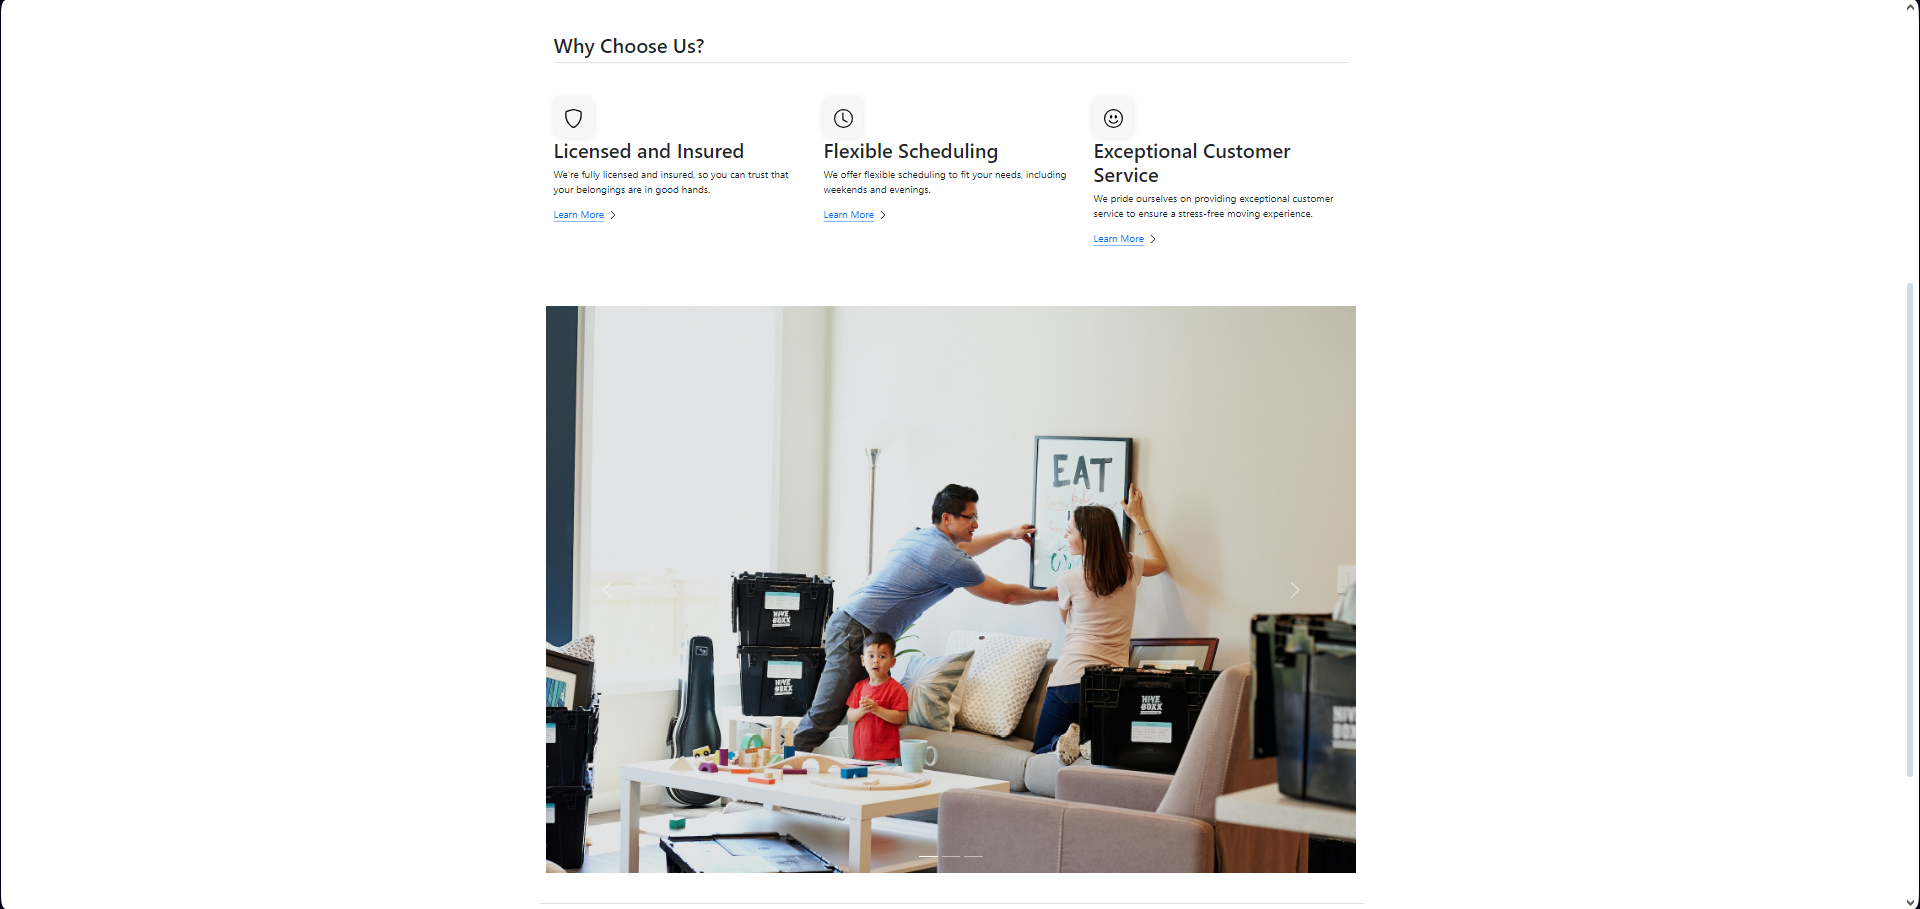 Why Choose Us?
Licensed and Insured
We're fully licensed and insured, so you can trust that
your belongings are in good hands.
Learn More
Flexible Scheduling
We offer flexible scheduling to fit your needs, including
weekends and evenings.
Learn More
Exceptional Customer
Service
We pride ourselves on providing exceptional customer
service to ensure a stress-free moving experience.
Learn More
EAT
HIVE
BOXX
HIVE
BOXX
HIVE
BOXX